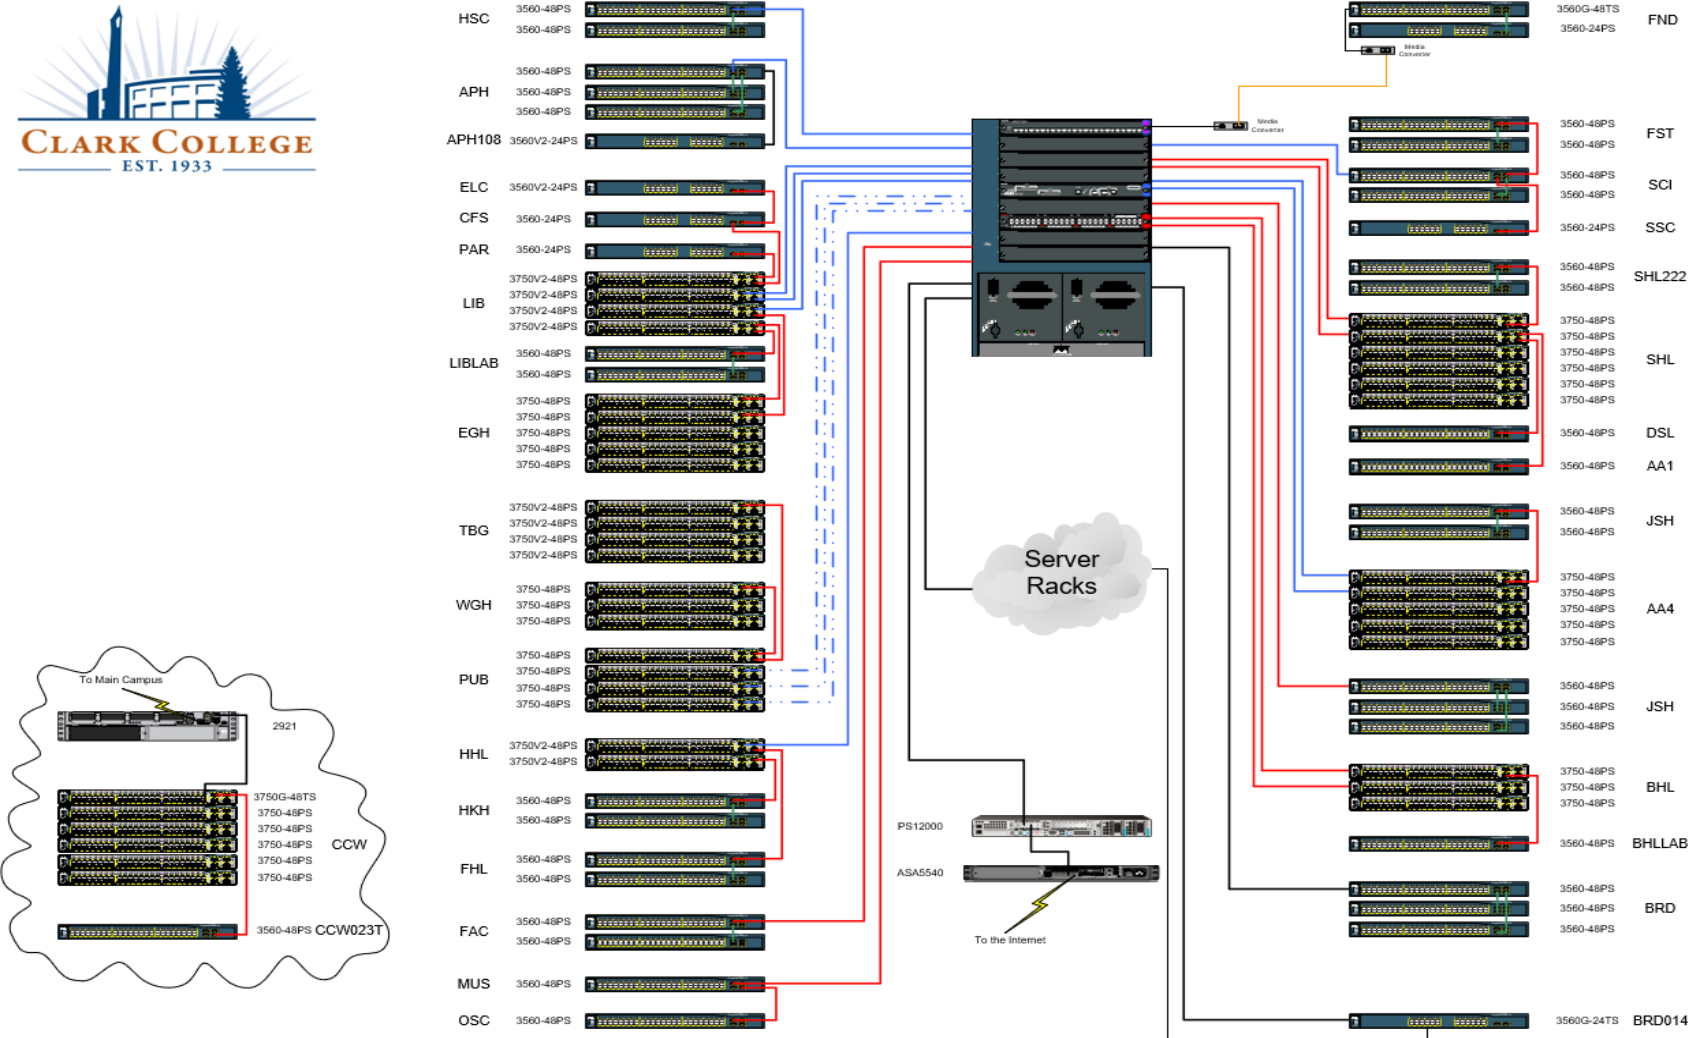 CLARK COLLEGE
EST. 1933
HSC
3560-48PS
3560-48PS
APH
3560-48PS
3560-48PS
3560-48PS
APH108
3560V2-24PS
ELC
3560V2-24PS
CFS
3560-24PS
PAR
3560-24PS
LIB
3750V2-48PS
3750V2-48PS
3750V2-48PS
3750V2-48PS
LIBLAB
3560-48PS
3560-48PS
EGH
3750-48PS
3750-48PS
3750-48PS
3750-48PS
3750-48PS
TBG
3750V2-48PS
3750V2-48PS
3750V2-48PS
3750V2-48PS
WGH
3750-48PS
3750-48PS
3750-48PS
PUB
3750-48PS
3750-48PS
3750-48PS
3750-48PS
HHL
3750V2-48PS
3750V2-48PS
HKH
3560-48PS
3560-48PS
FHL
3560-48PS
3560-48PS
FAC
3560-48PS
3560-48PS
MUS
3560-48PS
OSC
3560-48PS
To Main Campus
2921
3750G-48TS
3750-48PS
3750-48PS
3750-48PS
3750-48PS
3750-48PS
CCW
3560-48PS
CCW023T
Media
Converter
Media
Converter
Server
Racks
PS12000
ASA5540
To the Internet
3560G-48TS
3560-24PS
FND
3560-48PS
3560-48PS
FST
3560-48PS
3560-48PS
SCI
3560-24PS
SSC
3560-48PS
3560-48PS
SHL222
3750-48PS
3750-48PS
3750-48PS
3750-48PS
3750-48PS
3750-48PS
SHL
3560-48PS
DSL
3560-48PS
AA1
3560-48PS
3560-48PS
JSH
3750-48PS
3750-48PS
3750-48PS
3750-48PS
3750-48PS
AA4
3560-48PS
3560-48PS
3560-48PS
JSH
3750-48PS
3750-48PS
3750-48PS
BHL
3560-48PS
BHLLAB
3560-48PS
3560-48PS
3560-48PS
BRD
3560G-24TS
BRD014